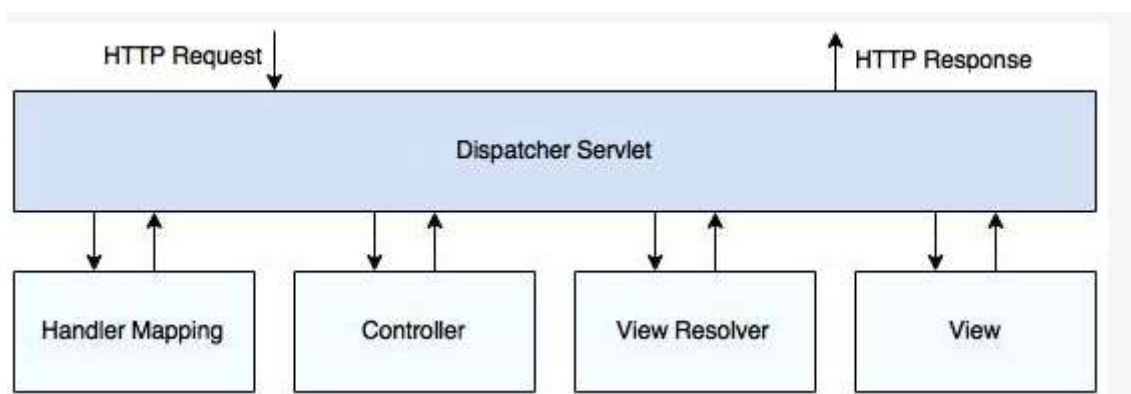 HTTP Request
HTTP Response
Dispatcher Servlet
Handler Mapping
Controller
View Resolver
View